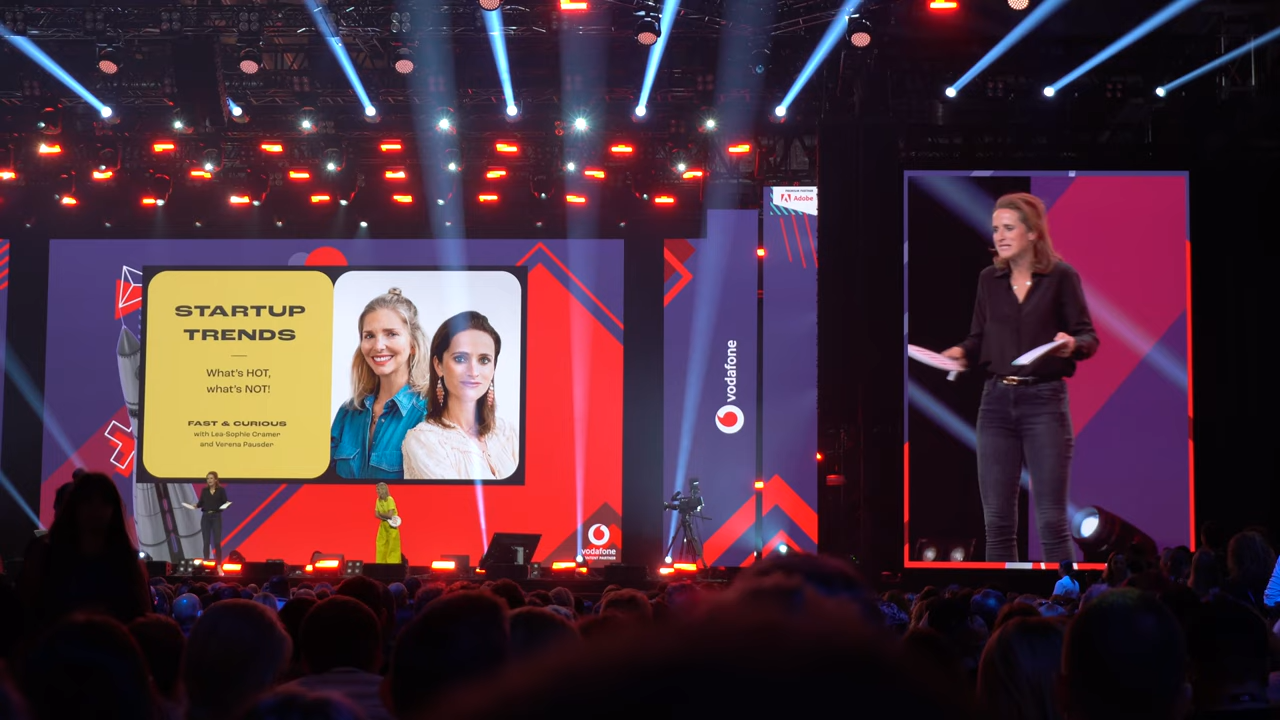 STARTUP
TRENDS
What's HOT,
what's NOT!
FAST & CURIOUS
with Lea-Sophie Cramer
and Verena Pausder
vodafone
vodafone
Adobe